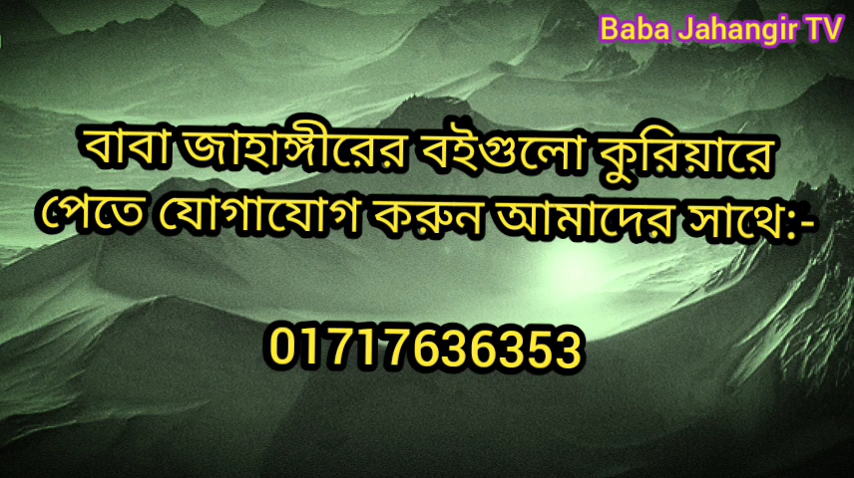 Baba Jahangir TV
বাবা জাহাঙ্গীরের বইগুলো কুরিয়ারে
পেতে যোগাযোগ করুন আমাদের সাথে:-
01717636353